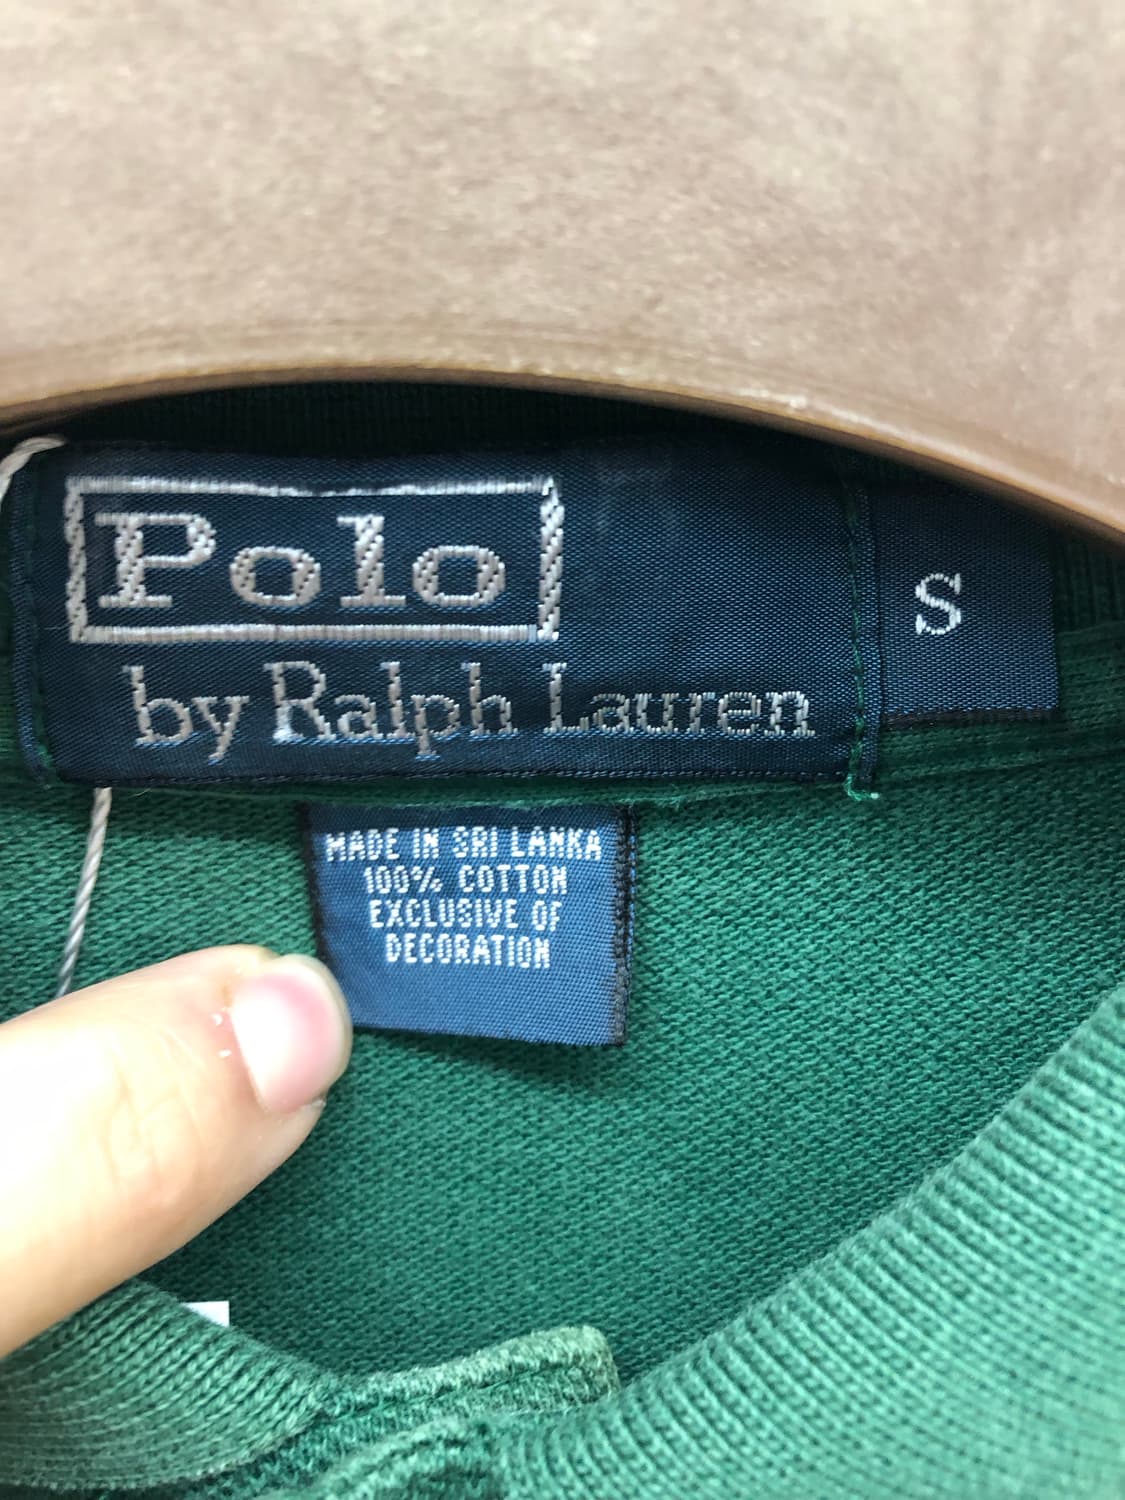 Polo
by Ralph Lauren
S
MADE IN SRI LANKA
100% COTTON
EXCLUSIVE OF
DECORATION